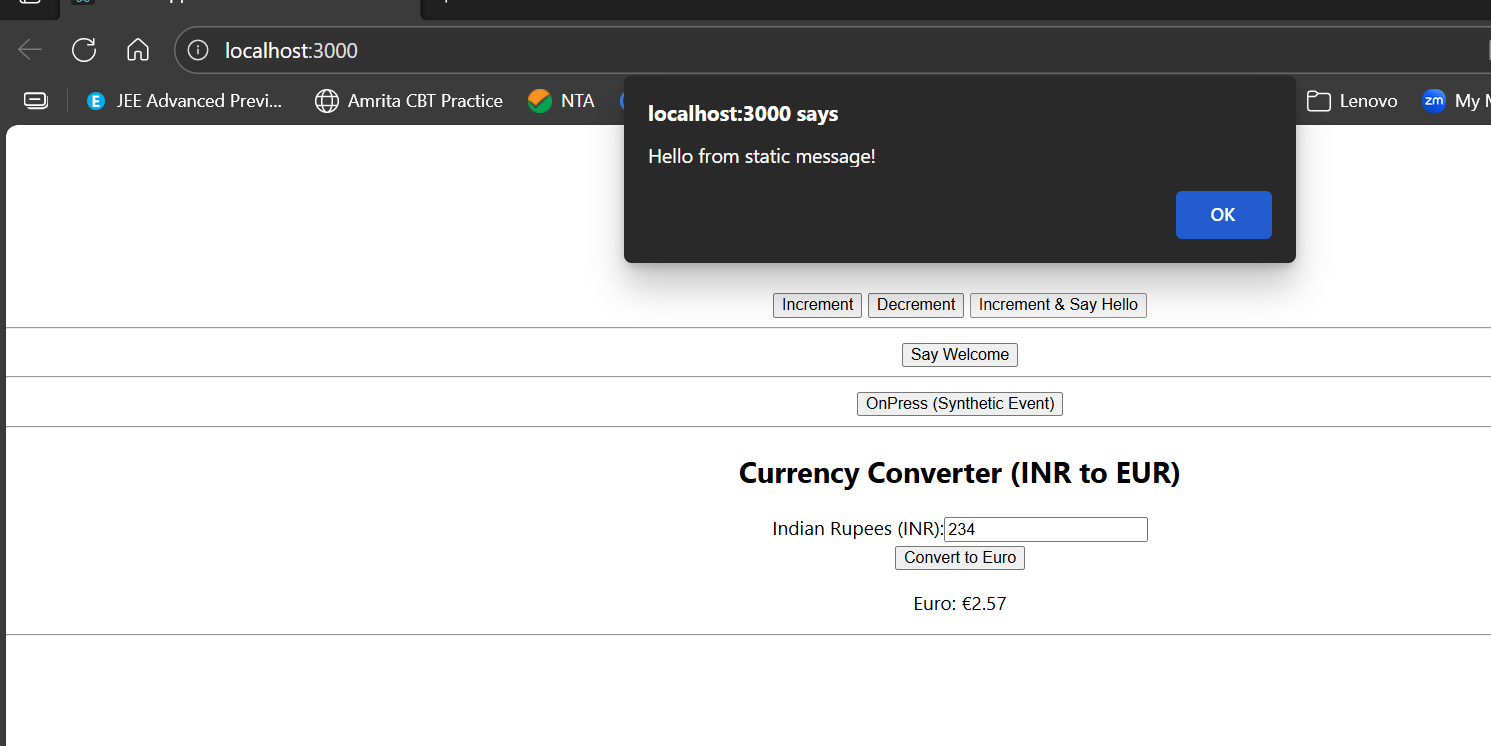 localhost:3000
JEE Advanced Previ...
Amrita CBT Practice
NTA
Lenovo
zm
My
localhost:3000 says
Hello from static message!
OK
Increment
Decrement
Increment & Say Hello
Say Welcome
OnPress (Synthetic Event)
Currency Converter (INR to EUR)
Indian Rupees (INR):234
Convert to Euro
Euro: €2.57